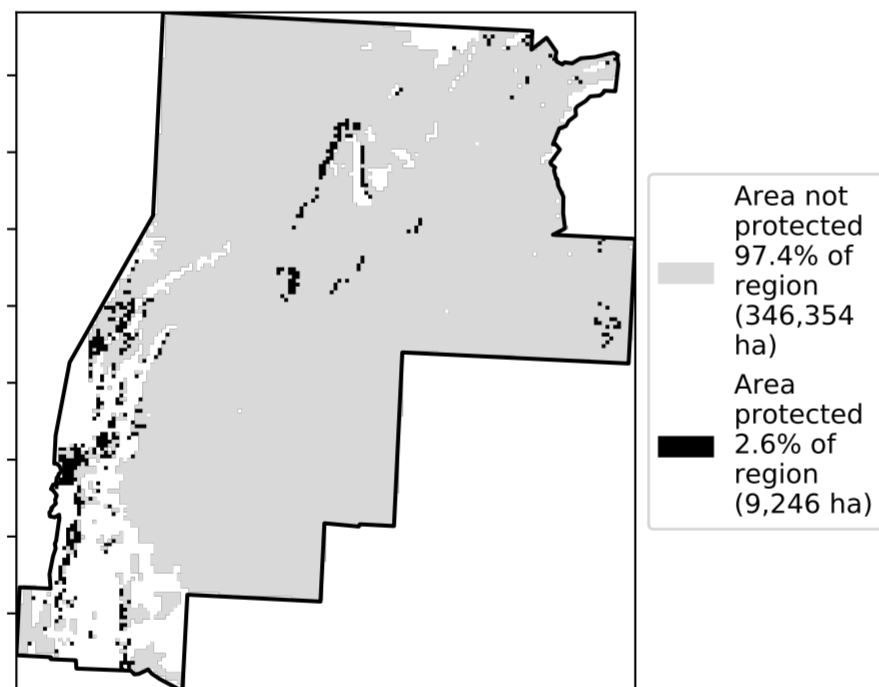 Area not
protected
97.4% of
region
(346,354
ha)
Area
protected
2.6% of
region
(9,246 ha)